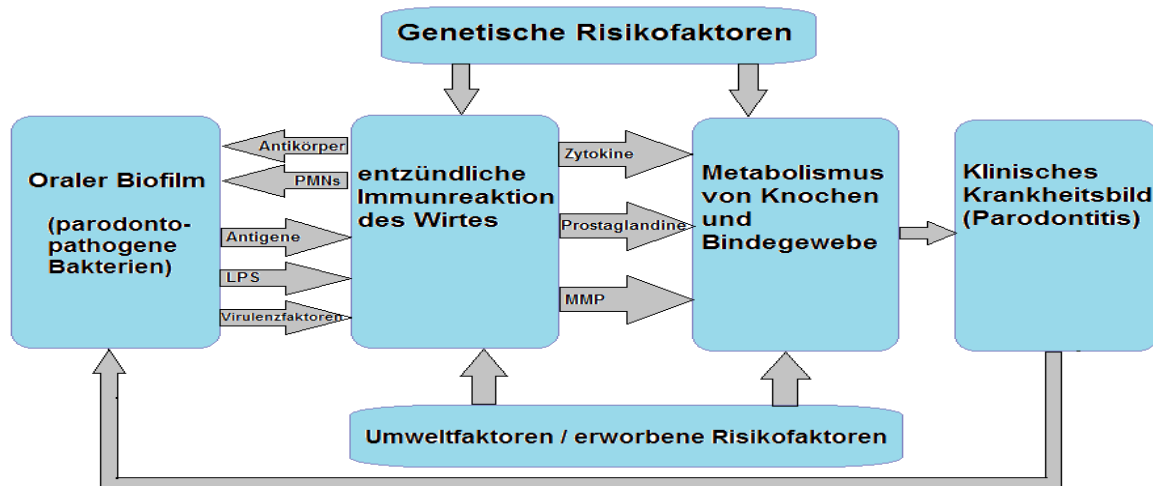 Genetische Risikofaktoren
Oraler Biofilm
(parodonto-
pathogene
Bakterien)
Antikörper
PMNs
Antigene
LPS
Virulenzfaktoren
entzündliche
Immunreaktion
des Wirtes
Zytokine
Prostaglandine
MMP
Metabolismus
von Knochen
und
Bindegewebe
Klinisches
Krankheitsbild
(Parodontitis)
Umweltfaktoren / erworbene Risikofaktoren